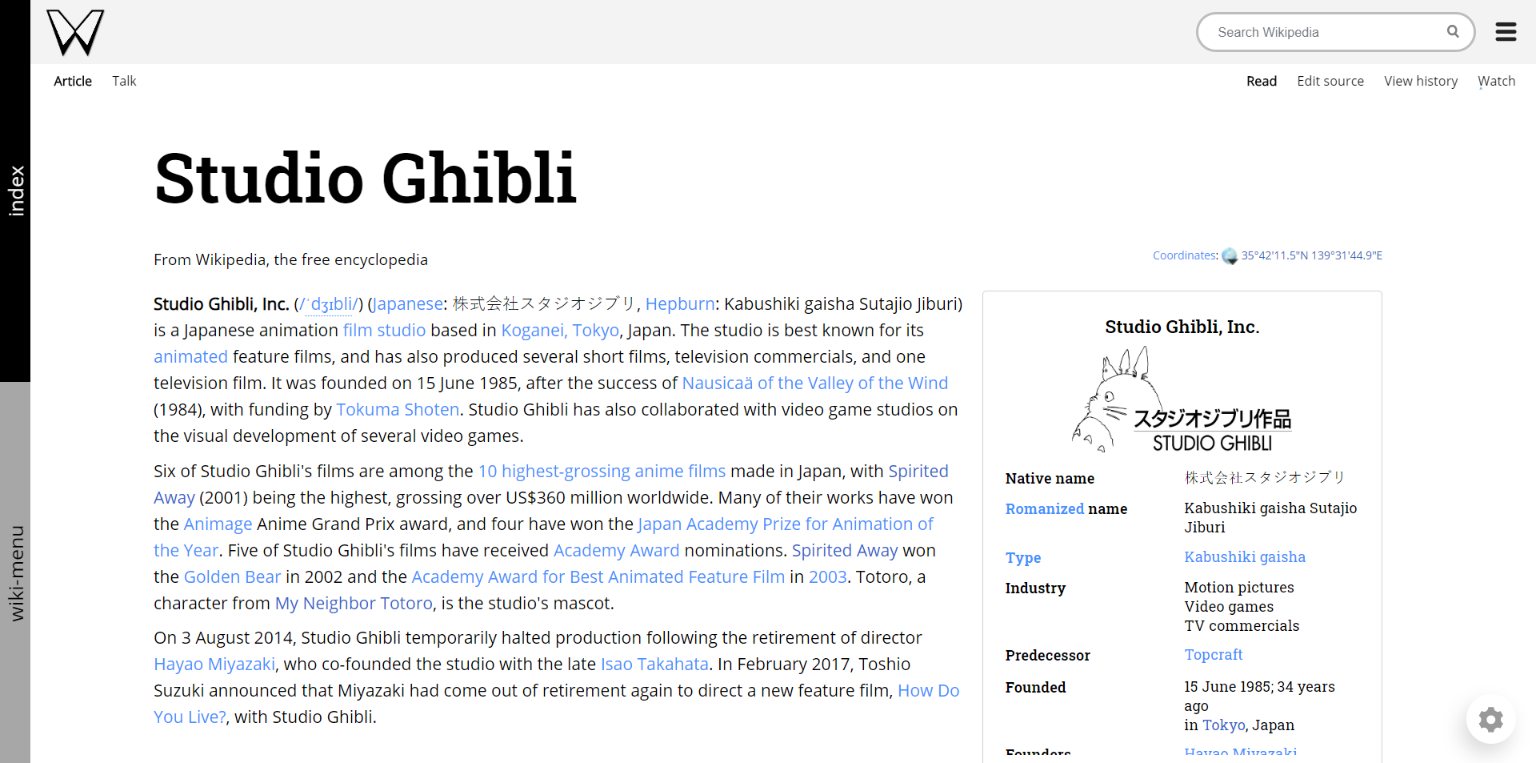 Search Wikipedia
Article Talk
Read Edit source View history Watch
index
wiki-menu
Studio Ghibli
From Wikipedia, the free encyclopedia
Coordinates: 35°42'11.5"N 139°31'44.9"E
Studio Ghibli, Inc. (/ˈdʒɪbli/) (Japanese: 株式会社スタジオジブリ, Hepburn: Kabushiki gaisha Sutajio Jiburi)
is a Japanese animation film studio based in Koganei, Tokyo, Japan. The studio is best known for its
animated feature films, and has also produced several short films, television commercials, and one
television film. It was founded on 15 June 1985, after the success of Nausicaä of the Valley of the Wind
(1984), with funding by Tokuma Shoten. Studio Ghibli has also collaborated with video game studios on
the visual development of several video games.
Six of Studio Ghibli's films are among the 10 highest-grossing anime films made in Japan, with Spirited
Away (2001) being the highest, grossing over US$360 million worldwide. Many of their works have won
the Animage Anime Grand Prix award, and four have won the Japan Academy Prize for Animation of
the Year. Five of Studio Ghibli's films have received Academy Award nominations. Spirited Away won
the Golden Bear in 2002 and the Academy Award for Best Animated Feature Film in 2003. Totoro, a
character from My Neighbor Totoro, is the studio's mascot.
On 3 August 2014, Studio Ghibli temporarily halted production following the retirement of director
Hayao Miyazaki, who co-founded the studio with the late Isao Takahata. In February 2017, Toshio
Suzuki announced that Miyazaki had come out of retirement again to direct a new feature film, How Do
You Live?, with Studio Ghibli.
Studio Ghibli, Inc.
スタジオジブリ作品
STUDIO GHIBLI
Native name 株式会社スタジオジブリ
Romanized name Kabushiki gaisha Sutajio
Jiburi
Type Kabushiki gaisha
Industry Motion pictures
Video games
TV commercials
Predecessor Topcraft
Founded 15 June 1985; 34 years
ago
in Tokyo, Japan
Founders Hayao Miyazaki